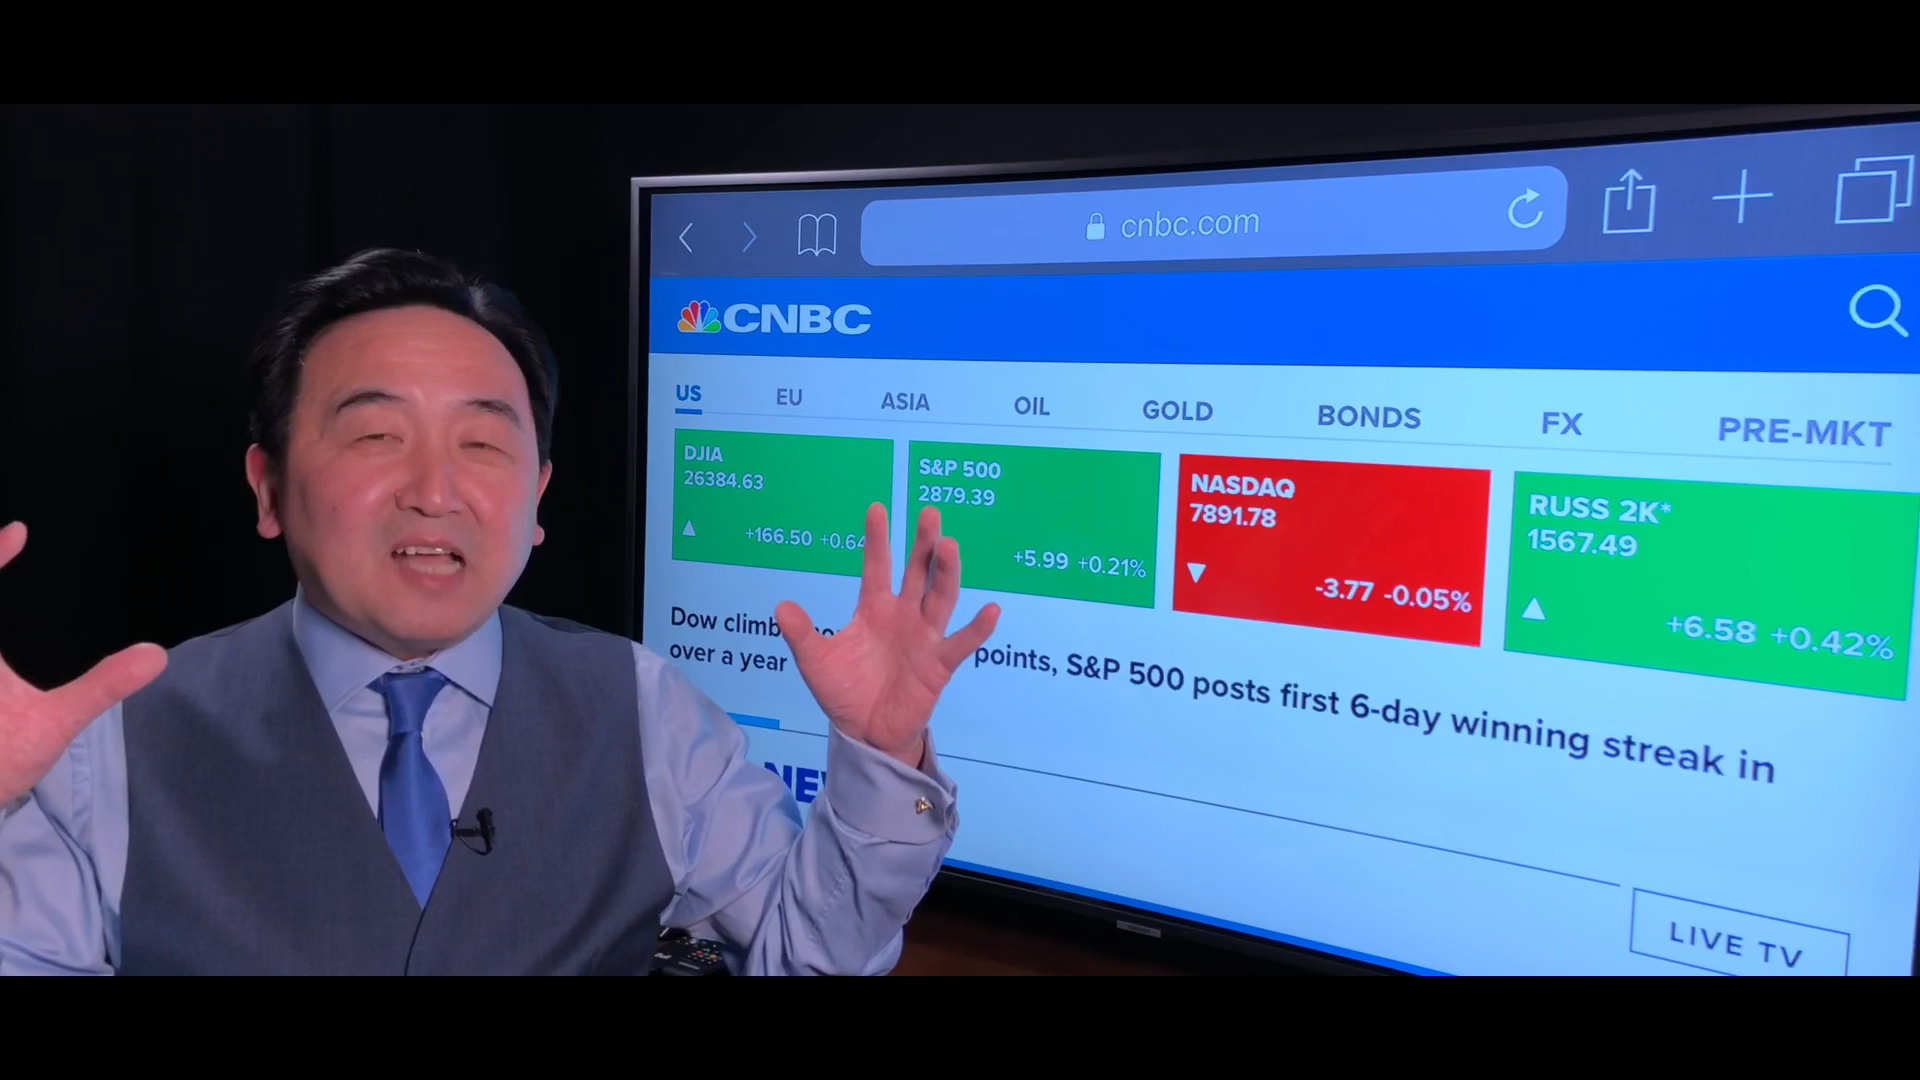 cnbc.com
CNBC
US EU ASIA OIL GOLD BONDS FX PRE-MKT
DJIA
26384.63
+166.50 +0.64
S&P 500
2879.39
+5.99 +0.21%
NASDAQ
7891.78
-3.77 -0.05%
RUSS 2K*
1567.49
+6.58 +0.42%
Dow climb points, S&P 500 posts first 6-day winning streak in
over a year
LIVE TV